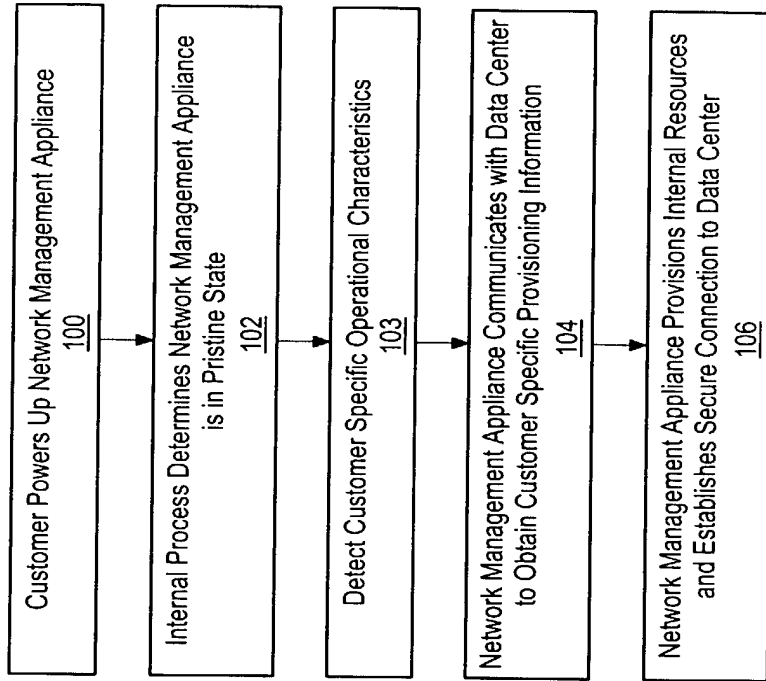 Customer Powers Up Network Management Appliance
100
Internal Process Determines Network Management Appliance
is in Pristine State
102
Detect Customer Specific Operational Characteristics
103
Network Management Appliance Communicates with Data Center
to Obtain Customer Specific Provisioning Information
104
Network Management Appliance Provisions Internal Resources
and Establishes Secure Connection to Data Center
106